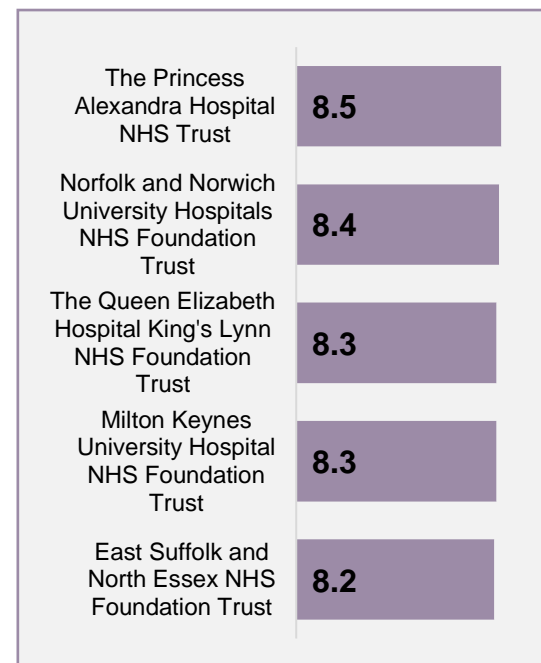 The Princess
Alexandra Hospital
NHS Trust
8.5
Norfolk and Norwich
University Hospitals
NHS Foundation
Trust
8.4
The Queen Elizabeth
Hospital King's Lynn
NHS Foundation
Trust
8.3
Milton Keynes
University Hospital
NHS Foundation
Trust
8.3
East Suffolk and
North Essex NHS
Foundation Trust
8.2